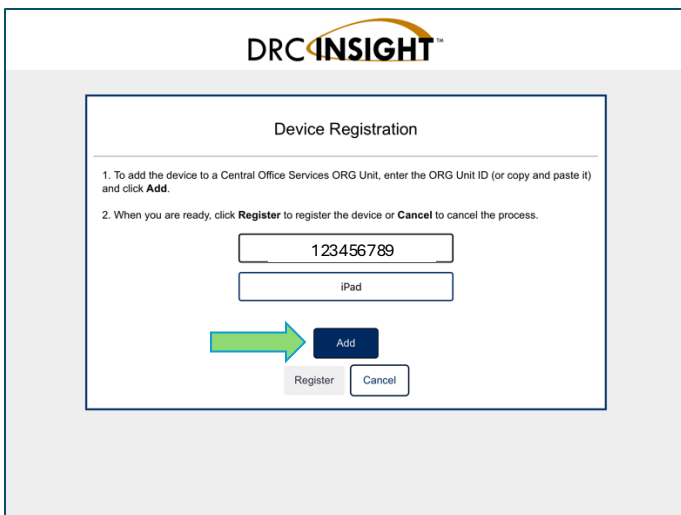 DRC INSIGHT™
Device Registration
1. To add the device to a Central Office Services ORG Unit, enter the ORG Unit ID (or copy and paste it)
and click Add.
2. When you are ready, click Register to register the device or Cancel to cancel the process.
123456789
iPad
Add
Register Cancel